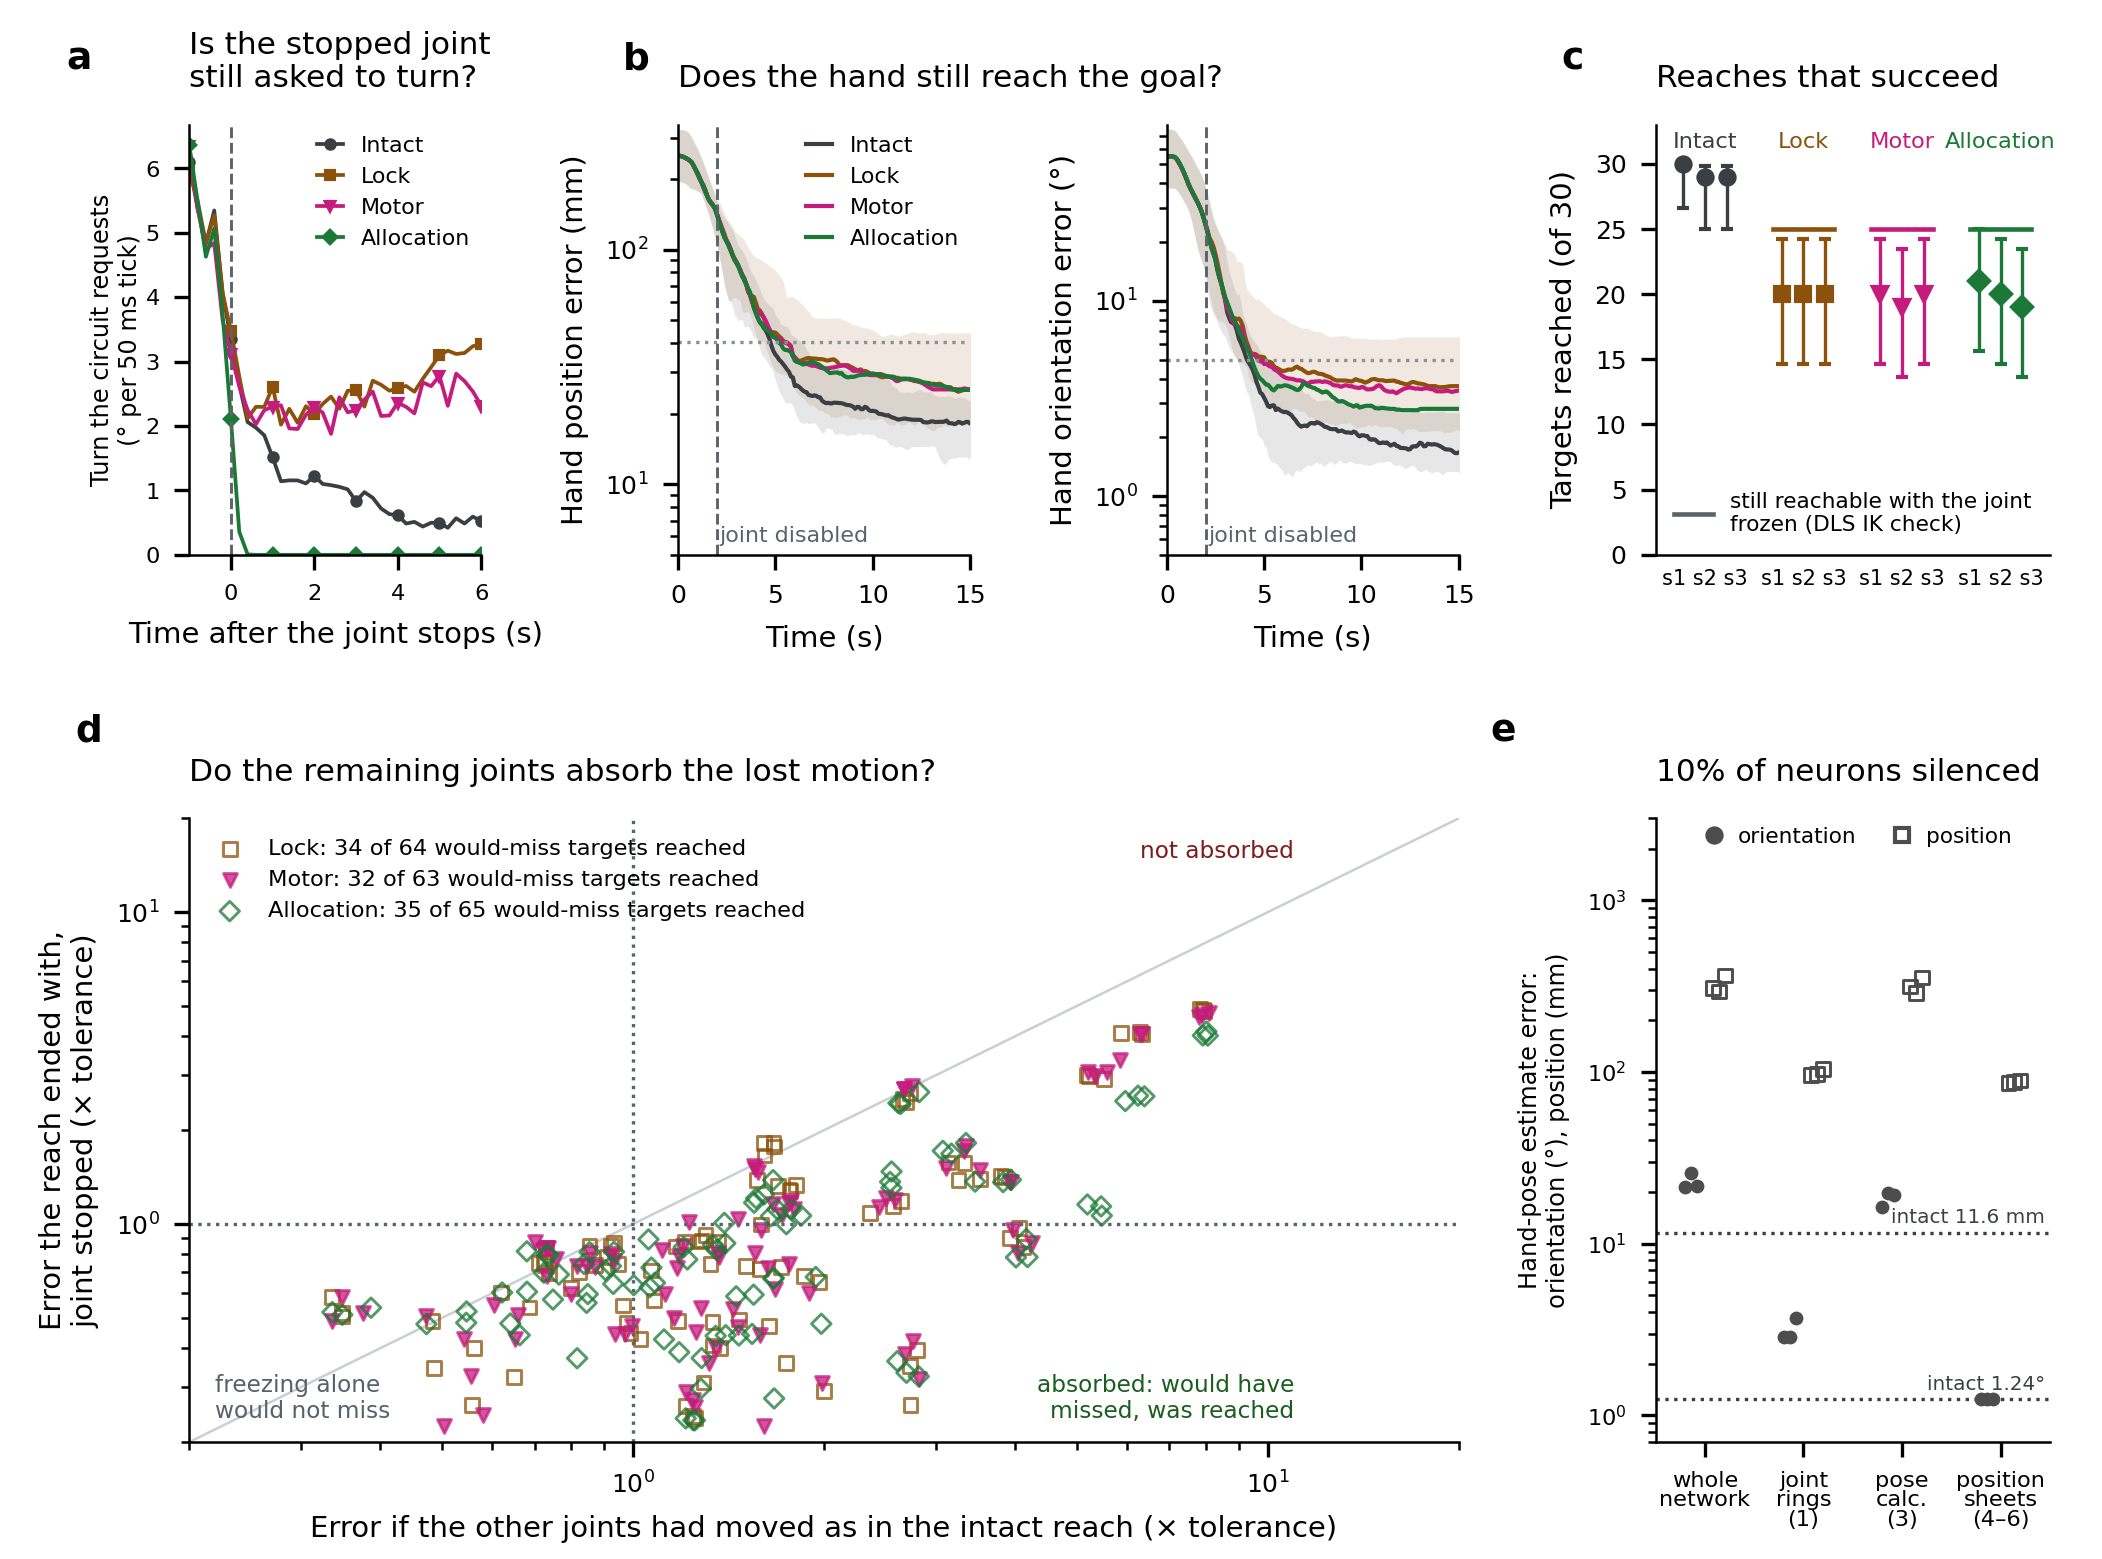 a
Is the stopped joint
still asked to turn?
Turn the circuit requests
(° per 50 ms tick)
6
5
4
3
2
1
0
Intact
Lock
Motor
Allocation
0 2 4 6
Time after the joint stops (s)
b
Does the hand still reach the goal?
Hand position error (mm)
10²
10¹
Intact
Lock
Motor
Allocation
joint disabled
0 5 10 15
Time (s)
Hand orientation error (°)
10¹
10⁰
joint disabled
0 5 10 15
Time (s)
c
Reaches that succeed
Targets reached (of 30)
30
25
20
15
10
5
0
Intact Lock Motor Allocation
still reachable with the joint
frozen (DLS IK check)
s1 s2 s3 s1 s2 s3 s1 s2 s3 s1 s2 s3
d
Do the remaining joints absorb the lost motion?
Error the reach ended with,
joint stopped (× tolerance)
10¹
10⁰
Lock: 34 of 64 would-miss targets reached
Motor: 32 of 63 would-miss targets reached
Allocation: 35 of 65 would-miss targets reached
not absorbed
freezing alone
would not miss
absorbed: would have
missed, was reached
10⁰ 10¹
Error if the other joints had moved as in the intact reach (× tolerance)
e
10% of neurons silenced
Hand-pose estimate error:
orientation (°), position (mm)
10³
10²
10¹
10⁰
orientation position
intact 11.6 mm
intact 1.24°
whole
network
joint
rings
(1)
pose
calc.
(3)
position
sheets
(4–6)